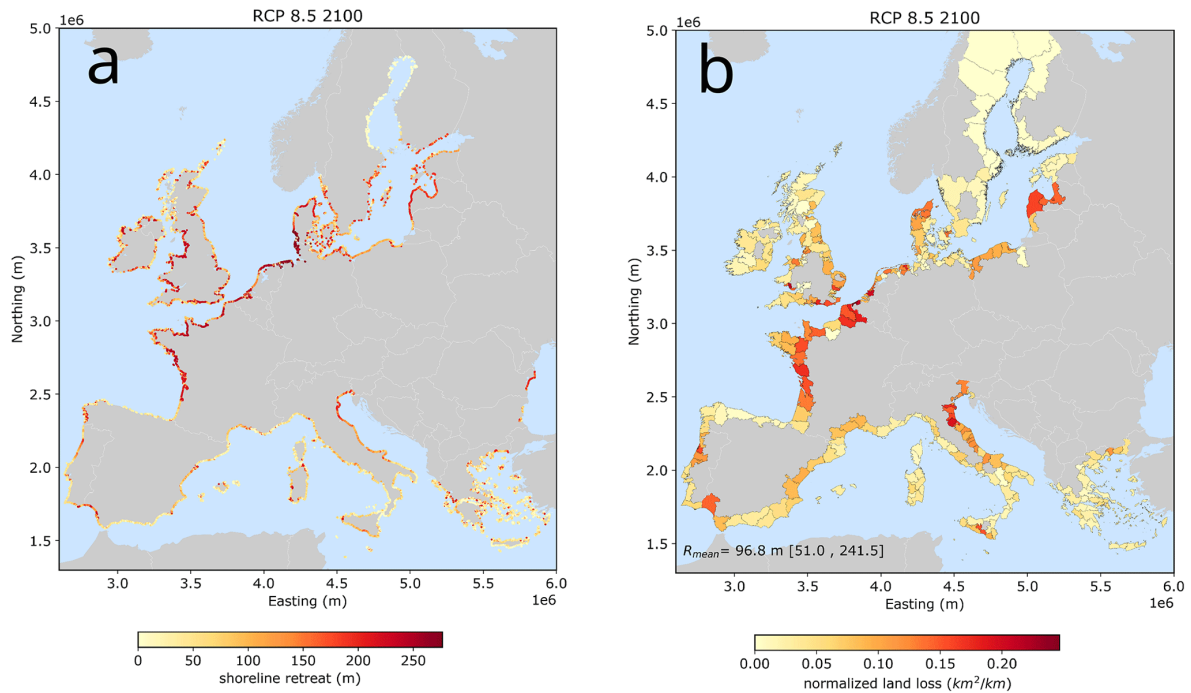 RCP 8.5 2100
1e6
a
5.0
4.5
4.0
3.5
3.0
2.5
2.0
1.5
Northing (m)
3.0 3.5 4.0 4.5 5.0 5.5 6.0
Easting (m)
1e6
0 50 100 150 200 250
shoreline retreat (m)
RCP 8.5 2100
1e6
b
5.0
4.5
4.0
3.5
3.0
2.5
2.0
1.5
Northing (m)
Rmean= 96.8 m [51.0 , 241.5]
3.0 3.5 4.0 4.5 5.0 5.5 6.0
Easting (m)
1e6
0.00 0.05 0.10 0.15 0.20
normalized land loss (km²/km)